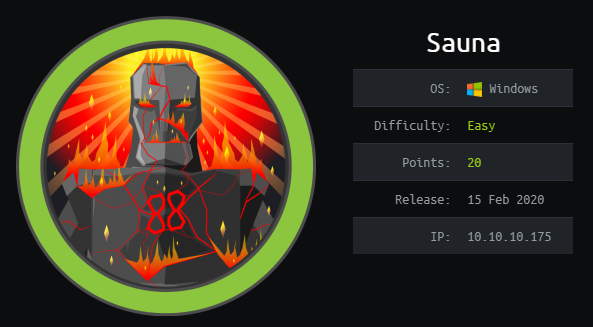 Sauna
OS: Windows
Difficulty: Easy
Points: 20
Release: 15 Feb 2020
IP: 10.10.10.175
88